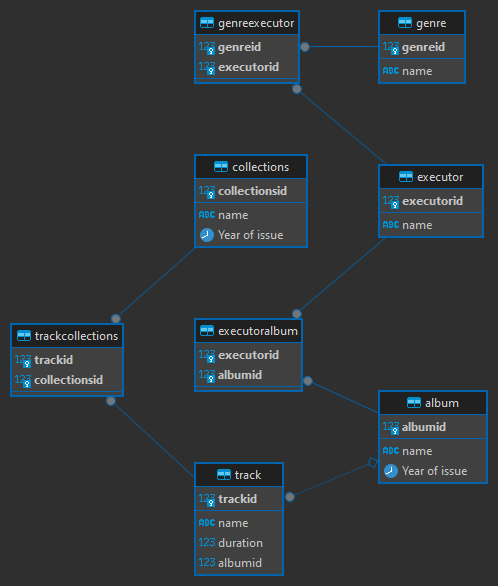 genreexecutor
123 genreid
123 executorid
genre
123 genreid
ABC name
collections
123 collectionsid
ABC name
Year of issue
executor
123 executorid
ABC name
trackcollections
123 trackid
123 collectionsid
executoralbum
123 executorid
123 albumid
album
123 albumid
ABC name
Year of issue
track
123 trackid
ABC name
123 duration
123 albumid